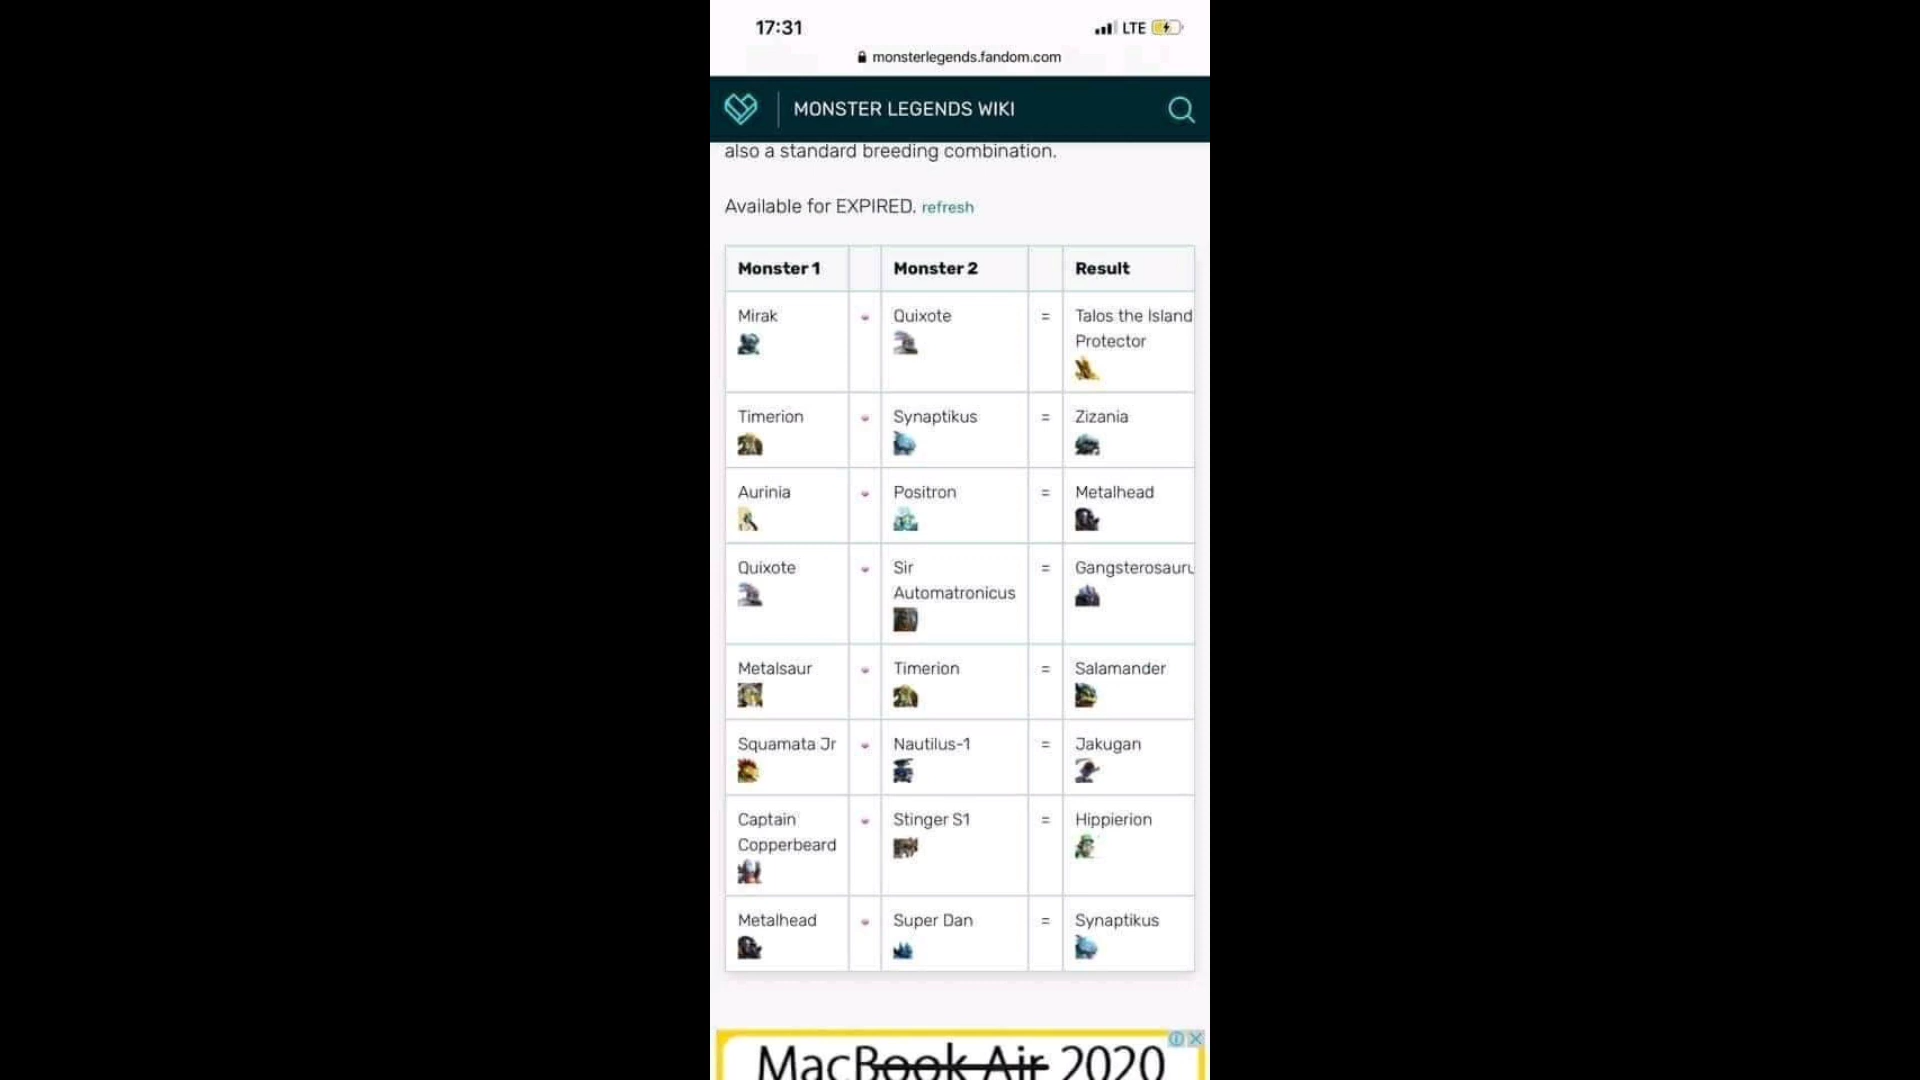 17:31
LTE
monsterlegends.fandom.com
MONSTER LEGENDS WIKI
also a standard breeding combination.
Available for EXPIRED. refresh
Monster 1 Monster 2 Result
Mirak Quixote = Talos the Island
Protector
Timerion Synaptikus = Zizania
Aurinia Positron = Metalhead
Quixote Sir = Gangsterosauru
Automatronicus
Metalsaur Timerion = Salamander
Squamata Jr Nautilus-1 = Jakugan
Captain Stinger S1 = Hippierion
Copperbeard
Metalhead Super Dan = Synaptikus
MacBook Air 2020